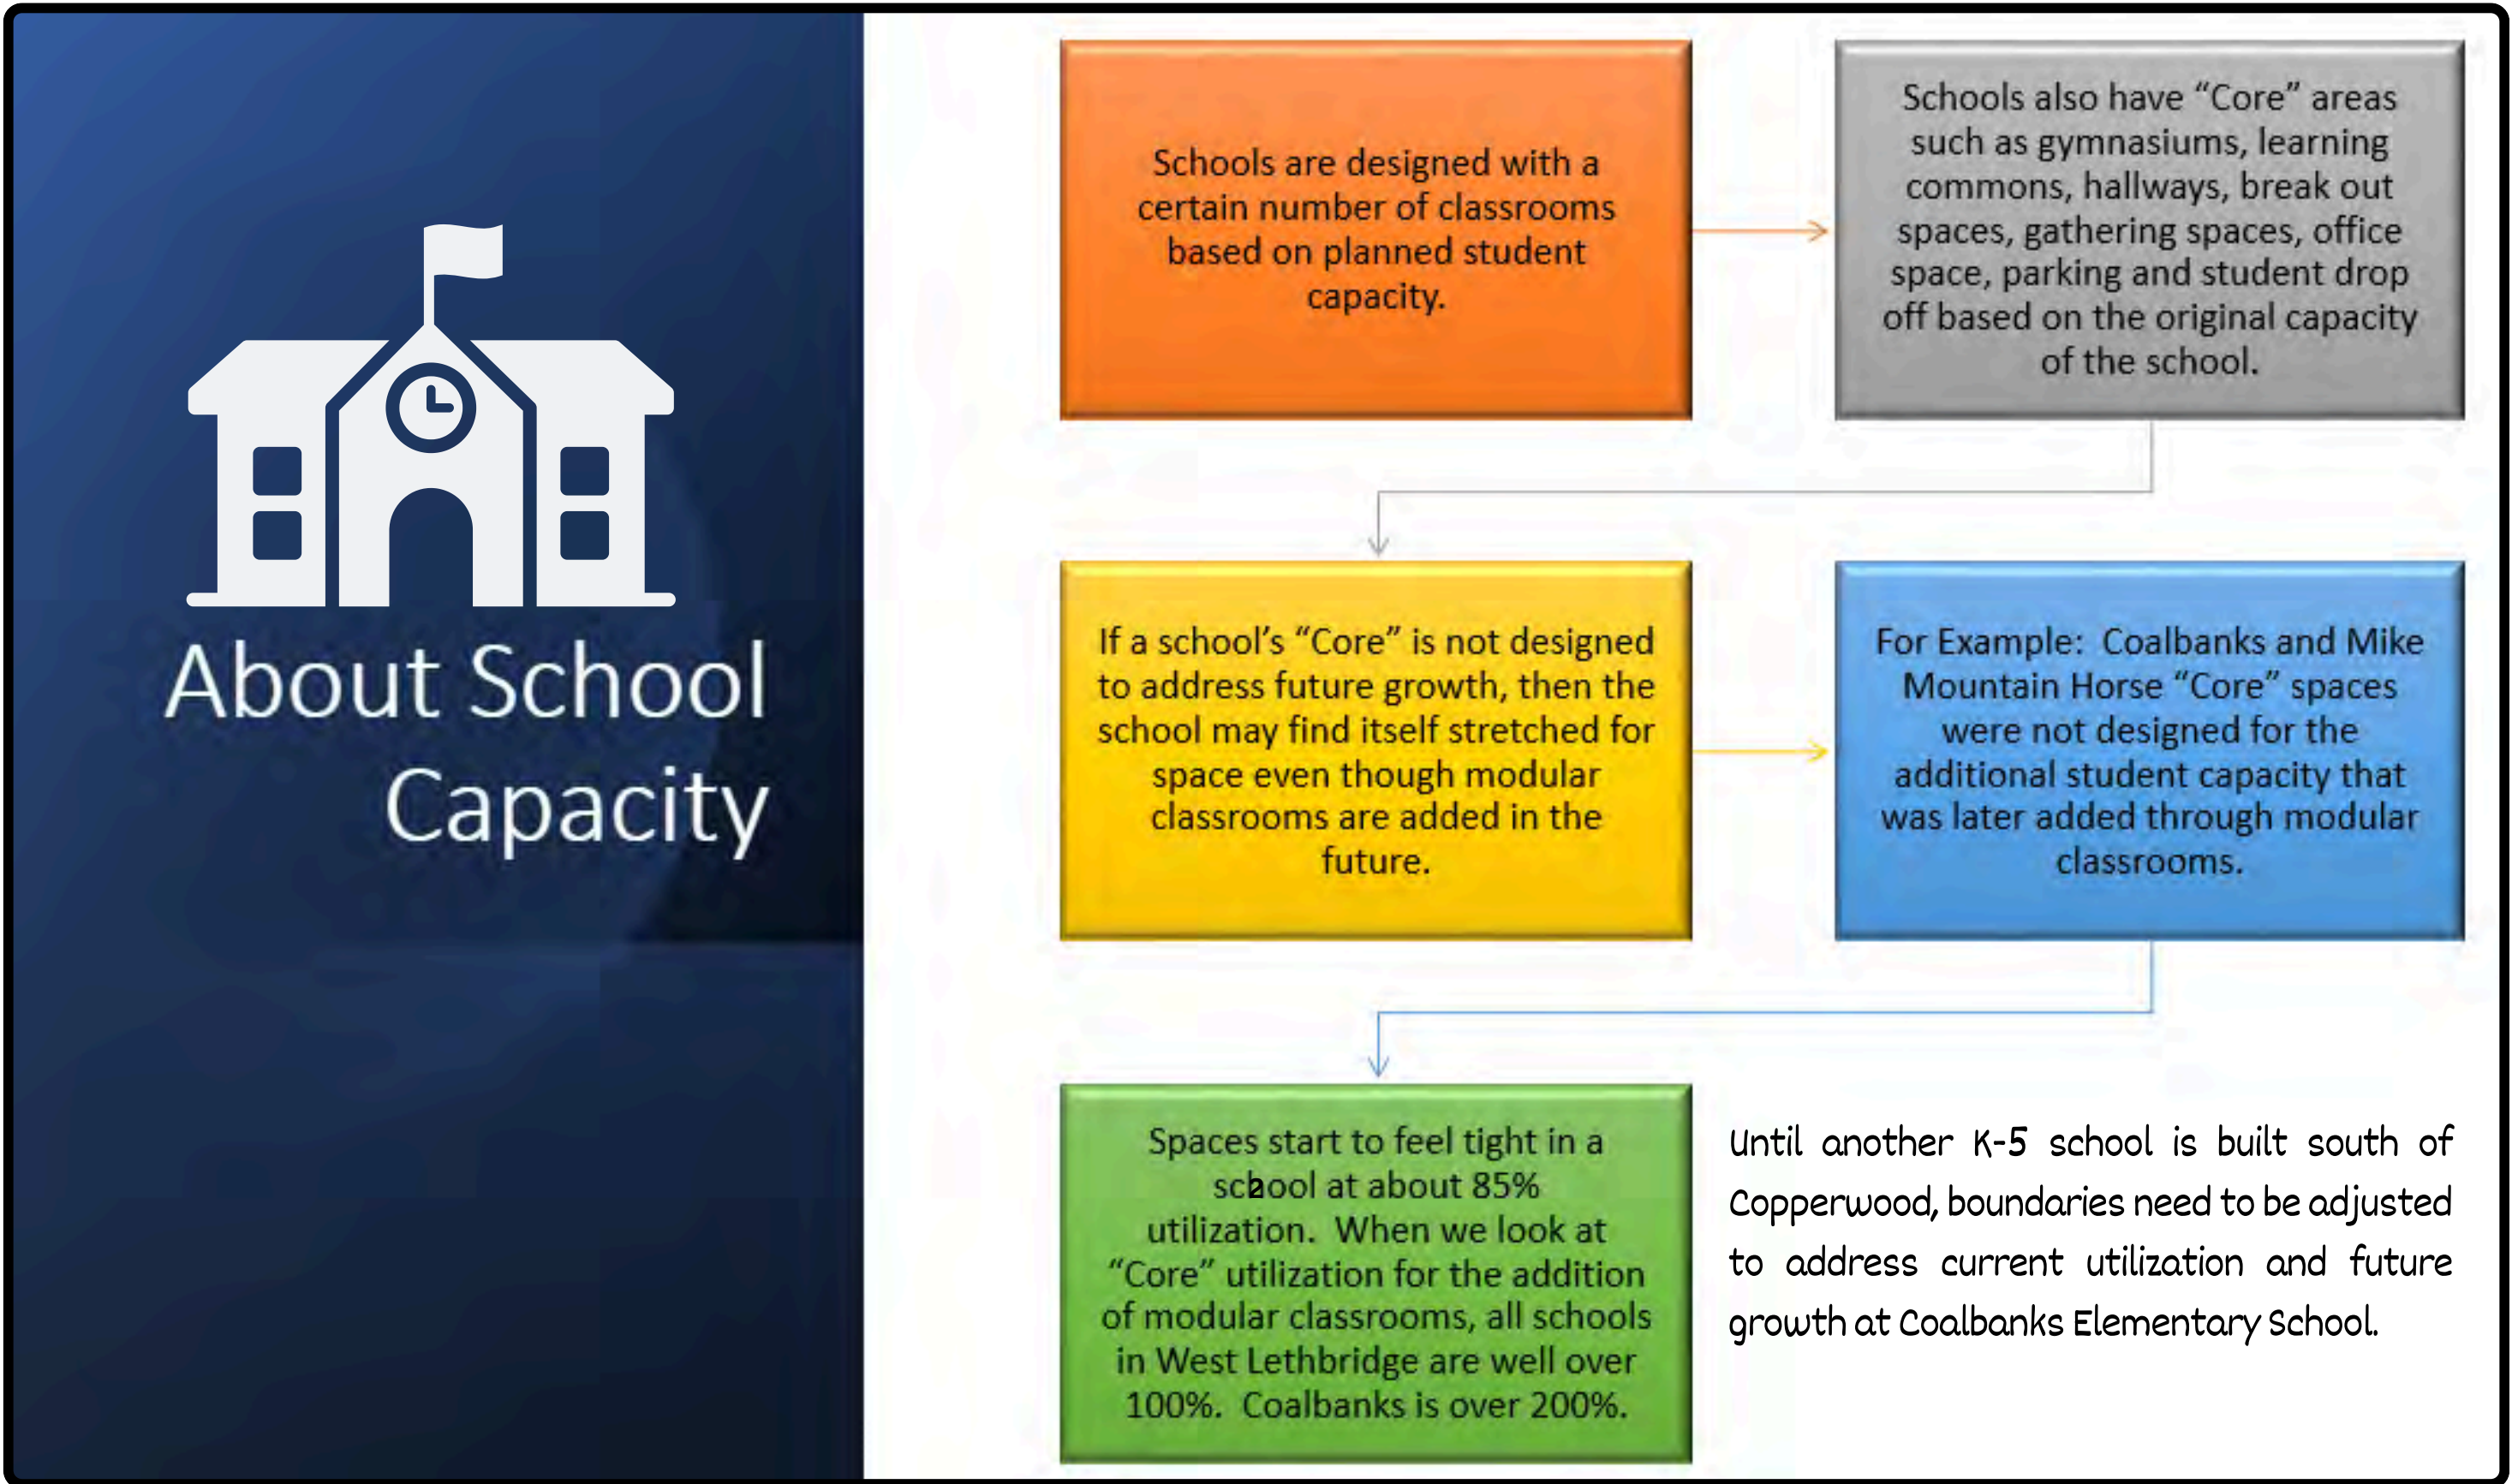 About School
Capacity
Schools are designed with a
certain number of classrooms
based on planned student
capacity.
Schools also have “Core” areas
such as gymnasiums, learning
commons, hallways, break out
spaces, gathering spaces, office
space, parking and student drop
off based on the original capacity
of the school.
If a school’s “Core” is not designed
to address future growth, then the
school may find itself stretched for
space even though modular
classrooms are added in the
future.
For Example:  Coalbanks and Mike
Mountain Horse “Core” spaces
were not designed for the
additional student capacity that
was later added through modular
classrooms.
Spaces start to feel tight in a
school at about 85%
utilization.  When we look at
“Core” utilization for the addition
of modular classrooms, all schools
in West Lethbridge are well over
100%.  Coalbanks is over 200%.
2
Until another K-5 school is built south of
Copperwood, boundaries need to be adjusted
to address current utilization and future
growth at Coalbanks Elementary School.